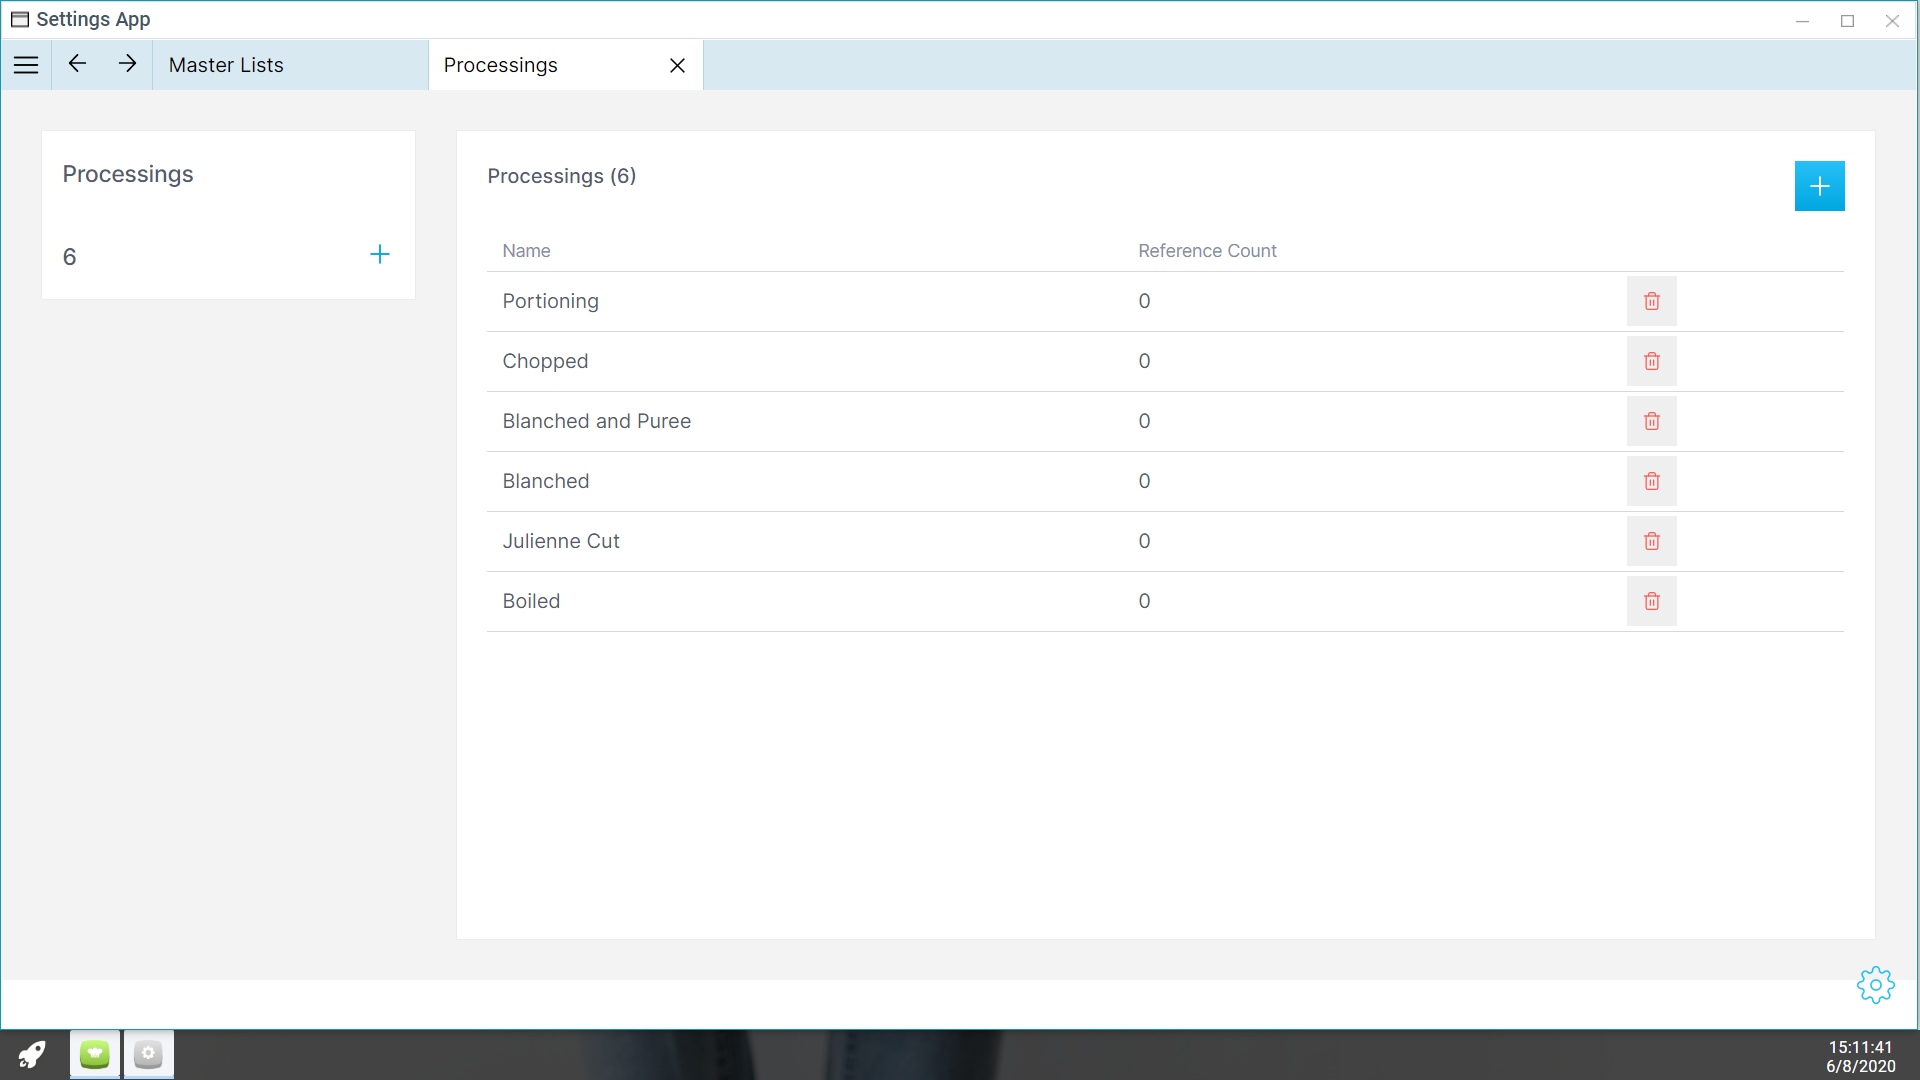 Settings App
Master Lists
Processings
Processings
6
Processings (6)
Name Reference Count
Portioning 0
Chopped 0
Blanched and Puree 0
Blanched 0
Julienne Cut 0
Boiled 0
15:11:41
6/8/2020